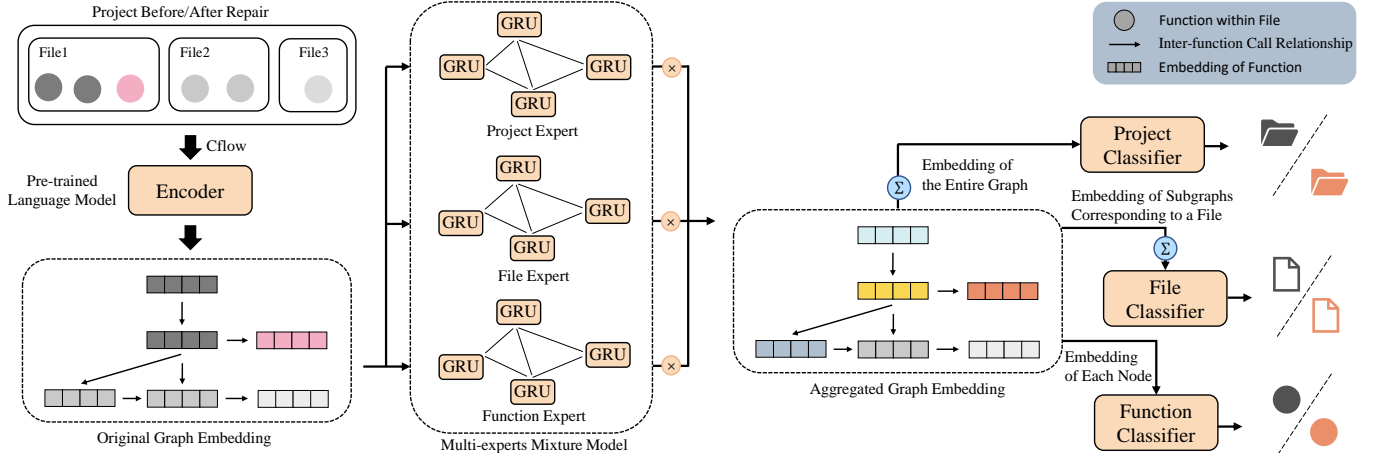 Project Before/After Repair
File1
File2
File3
Cflow
Pre-trained
Language Model
Encoder
Original Graph Embedding
GRU
GRU
GRU
GRU
Project Expert
GRU
GRU
GRU
GRU
File Expert
GRU
GRU
GRU
GRU
Function Expert
Multi-experts Mixture Model
×
×
×
Function within File
Inter-function Call Relationship
Embedding of Function
Σ
Embedding of
the Entire Graph
Project
Classifier
Embedding of Subgraphs
Corresponding to a File
Σ
File
Classifier
Embedding
of Each Node
Function
Classifier
Aggregated Graph Embedding